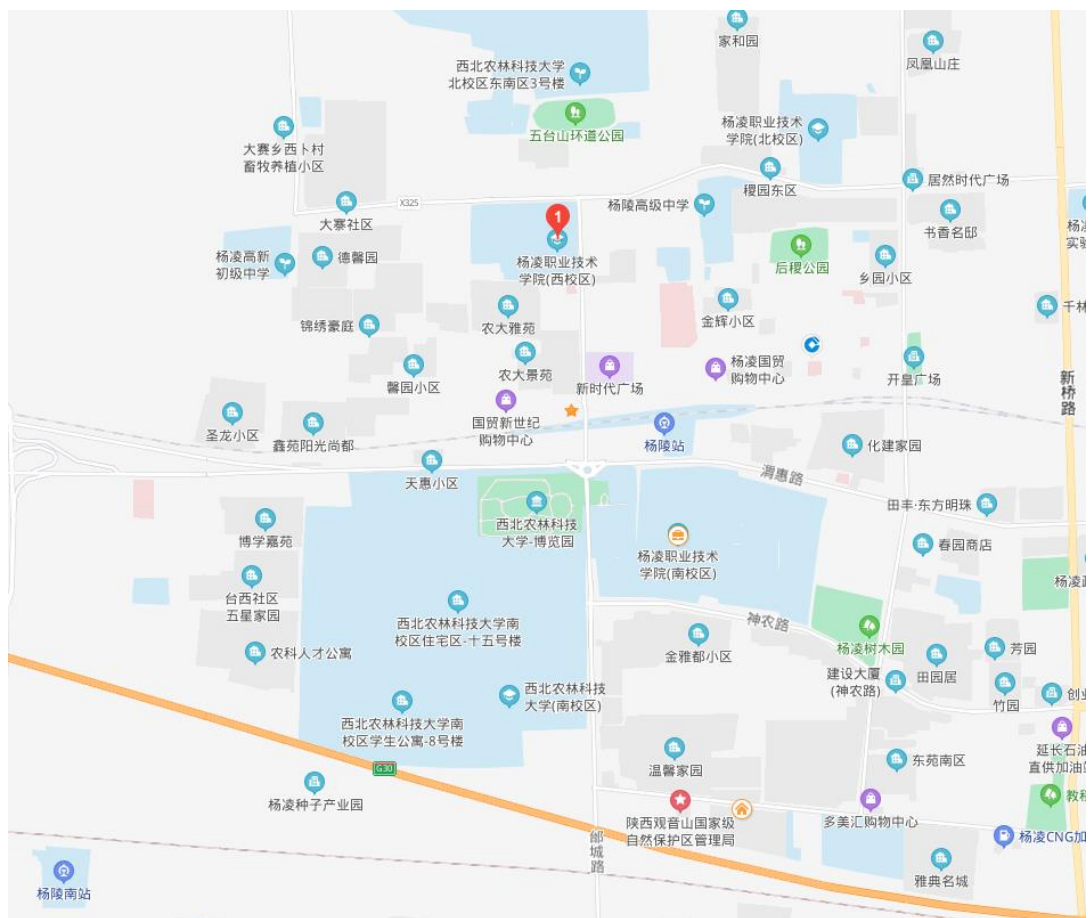 家和园
凤凰山庄
西北农林科技大学
北校区东南区3号楼
五台山环道公园
杨凌职业技术
学院(北校区)
大寨乡西卜村
畜牧养殖小区
稷园东区
居然时代广场
X325
大寨社区
杨陵高级中学
书香名邸
杨凌
实验
1
杨凌高新
初级中学
德馨园
杨凌职业技术
学院(西校区)
后稷公园
乡园小区
农大雅苑
金辉小区
千林
锦绣豪庭
农大景苑
新时代广场
杨凌国贸
购物中心
开皇广场
新桥路
馨园小区
国贸新世纪
购物中心
圣龙小区
鑫苑阳光尚都
杨陵站
化建家园
天惠小区
渭惠路
西北农林科技
大学-博览园
田丰·东方明珠
博学嘉苑
杨凌职业技术
学院(南校区)
春园商店
台西社区
五星家园
西北农林科技大学南
校区住宅区-十五号楼
神农路
农科人才公寓
金雅都小区
杨凌树木园
芳园
田园居
建设大厦
(神农路)
竹园
创业
西北农林科技
大学(南校区)
西北农林科技大学南
校区学生公寓-8号楼
延长石油
直供加油站
G30
温馨家园
东苑南区
杨凌种子产业园
陕西观音山国家级
自然保护区管理局
多美汇购物中心
邰城路
杨凌CNG加
杨陵南站
雅典名城